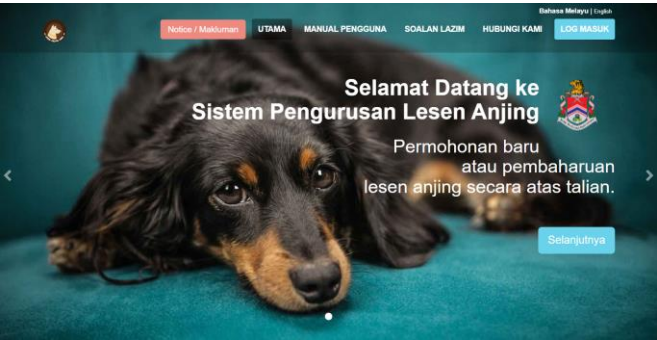 Bahasa Melayu | English
Notice / Makluman UTAMA MANUAL PENGGUNA SOALAN LAZIM HUBUNGI KAMI LOG MASUK
Selamat Datang ke
Sistem Pengurusan Lesen Anjing
Permohonan baru
atau pembaharuan
lesen anjing secara atas talian.
Selanjutnya